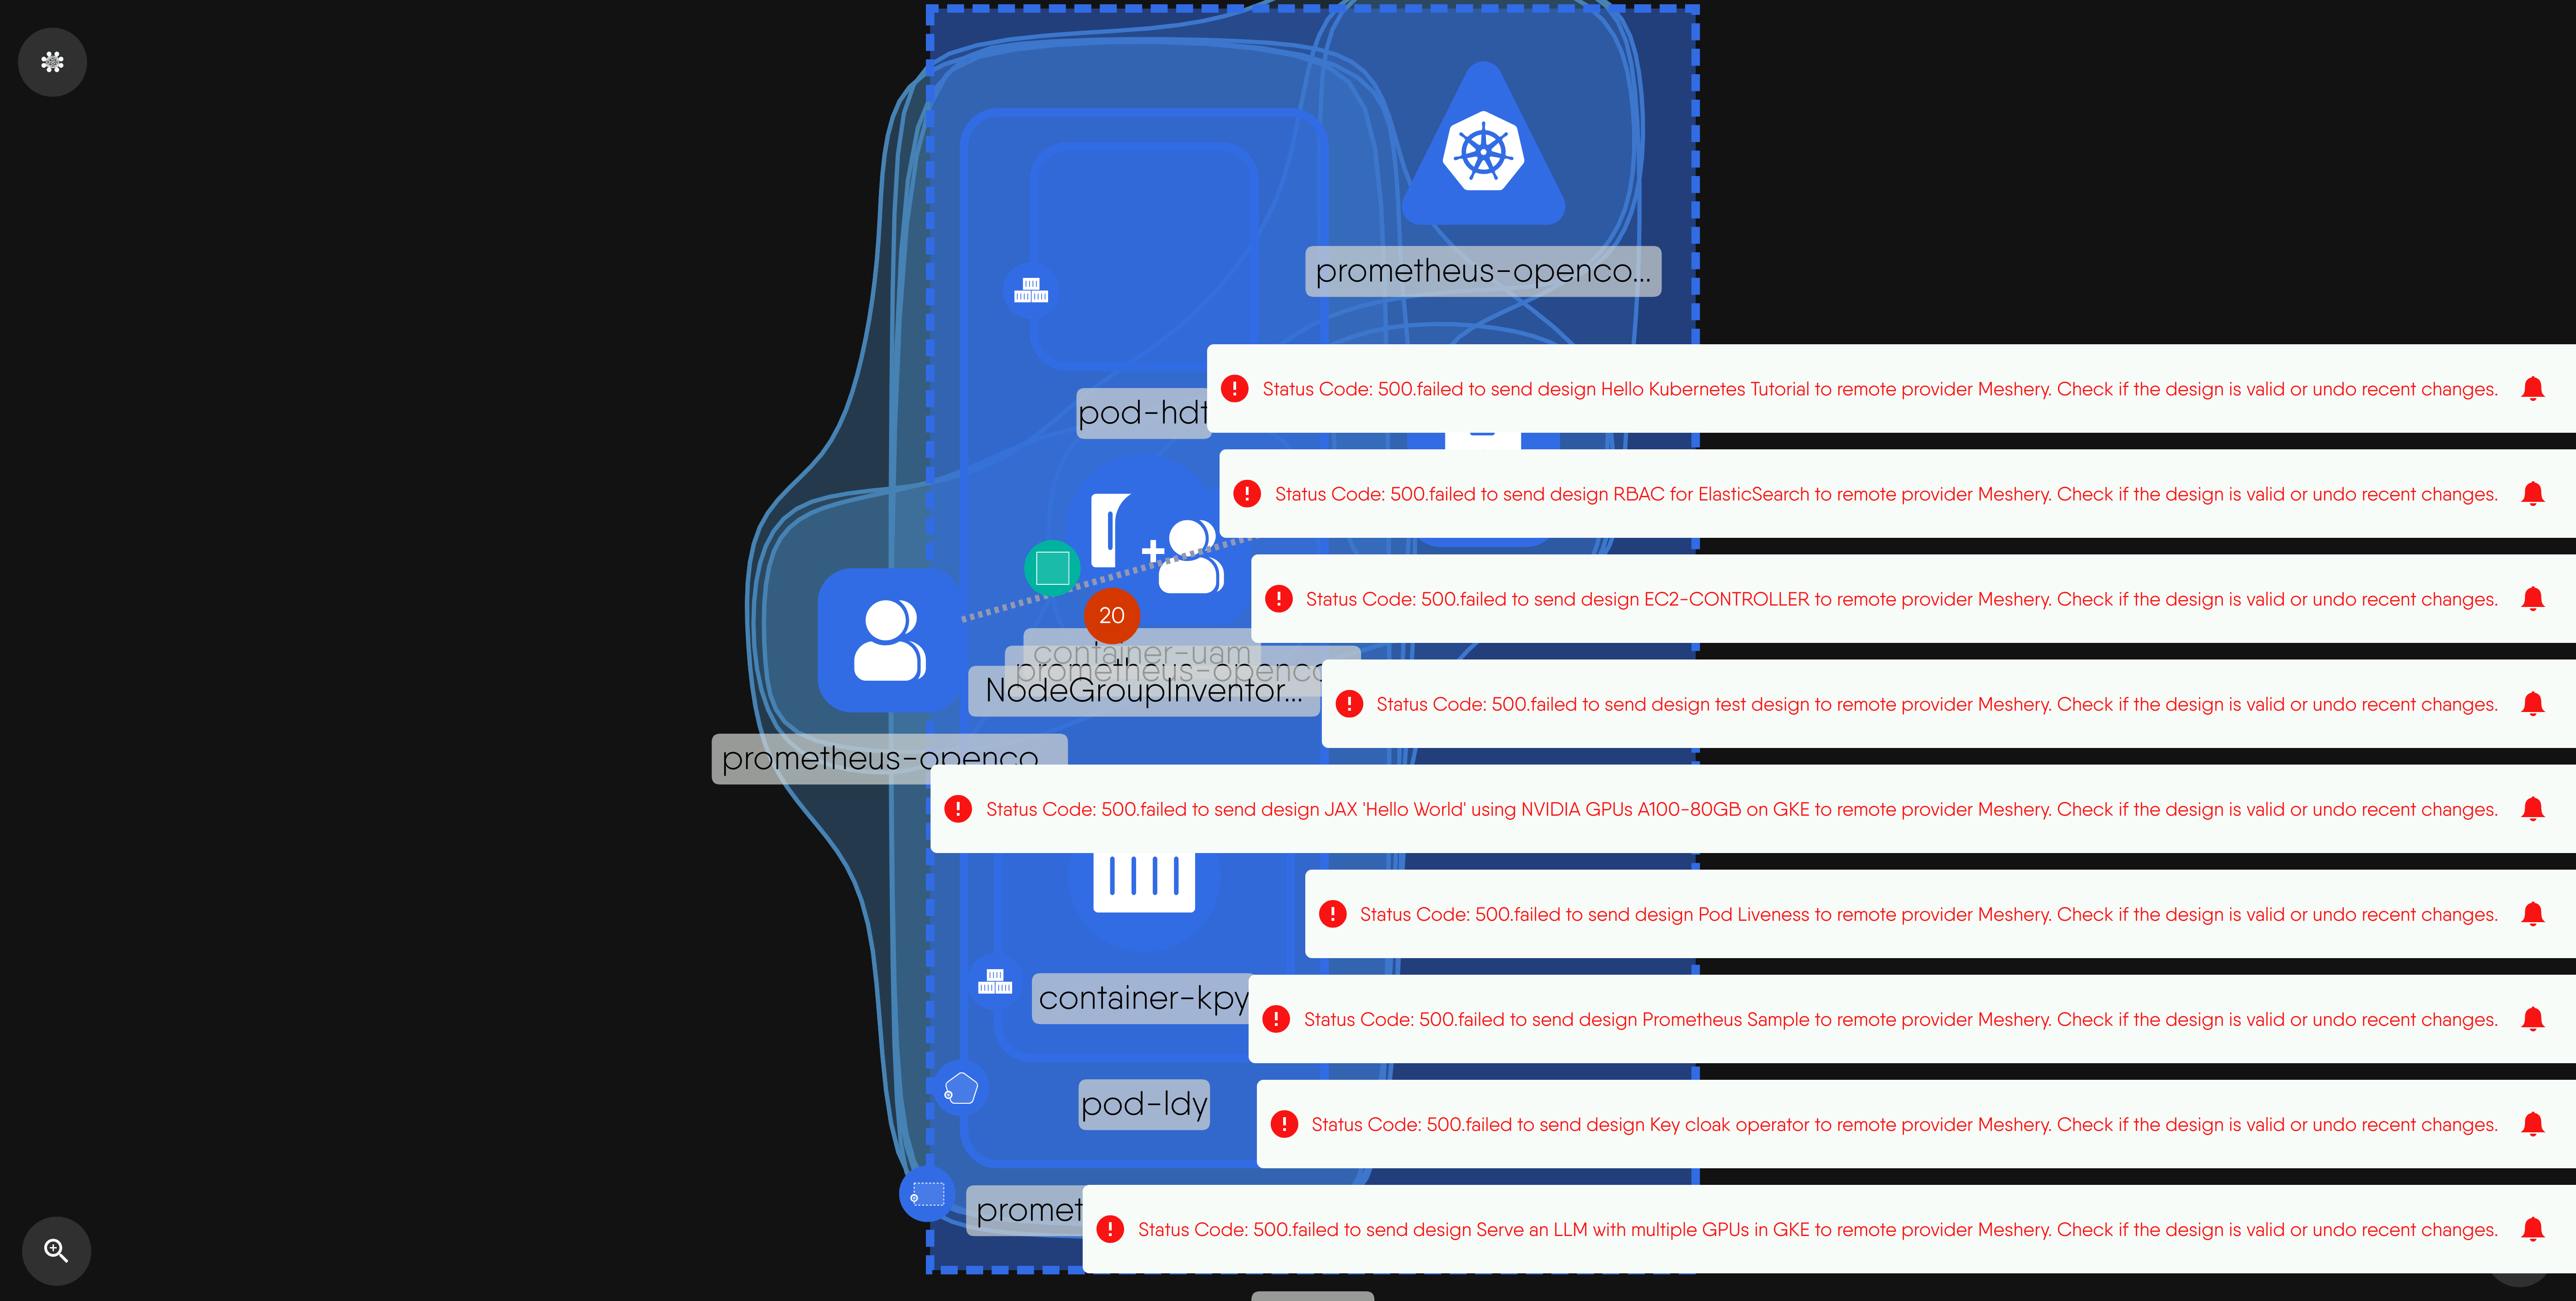 prometheus-openco...
pod-hdt
Status Code: 500.failed to send design Hello Kubernetes Tutorial to remote provider Meshery. Check if the design is valid or undo recent changes.
Status Code: 500.failed to send design RBAC for ElasticSearch to remote provider Meshery. Check if the design is valid or undo recent changes.
Status Code: 500.failed to send design EC2-CONTROLLER to remote provider Meshery. Check if the design is valid or undo recent changes.
20
container-uam
prometheus-openco
NodeGroupInventor...
Status Code: 500.failed to send design test design to remote provider Meshery. Check if the design is valid or undo recent changes.
prometheus-openco
Status Code: 500.failed to send design JAX 'Hello World' using NVIDIA GPUs A100-80GB on GKE to remote provider Meshery. Check if the design is valid or undo recent changes.
Status Code: 500.failed to send design Pod Liveness to remote provider Meshery. Check if the design is valid or undo recent changes.
container-kpy
Status Code: 500.failed to send design Prometheus Sample to remote provider Meshery. Check if the design is valid or undo recent changes.
pod-ldy
Status Code: 500.failed to send design Key cloak operator to remote provider Meshery. Check if the design is valid or undo recent changes.
promet
Status Code: 500.failed to send design Serve an LLM with multiple GPUs in GKE to remote provider Meshery. Check if the design is valid or undo recent changes.